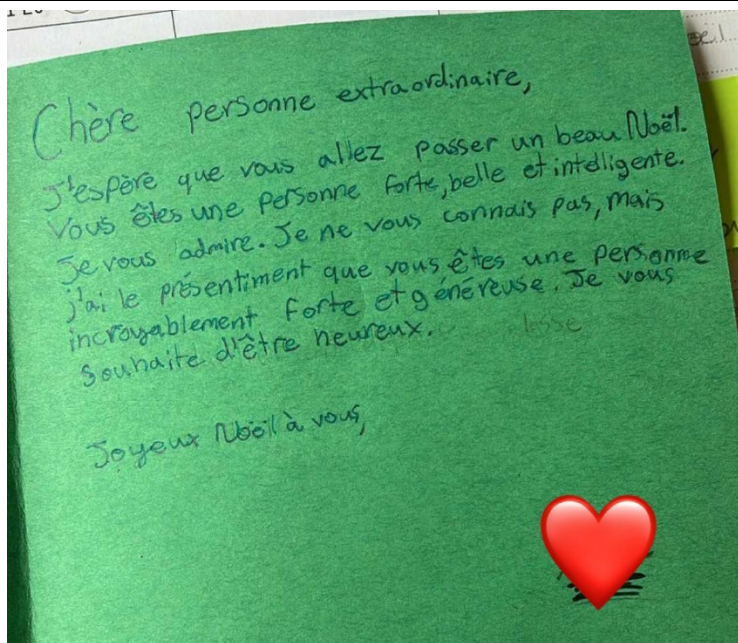 Chère personne extraordinaire,
J'espère que vous allez passer un beau Noël.
Vous êtes une personne forte, belle et intelligente.
Je vous admire. Je ne vous connais pas, mais
j'ai le présentiment que vous êtes une personne
incroyablement forte et généreuse. Je vous
souhaite d'être heureux.
Joyeux Noël à vous,